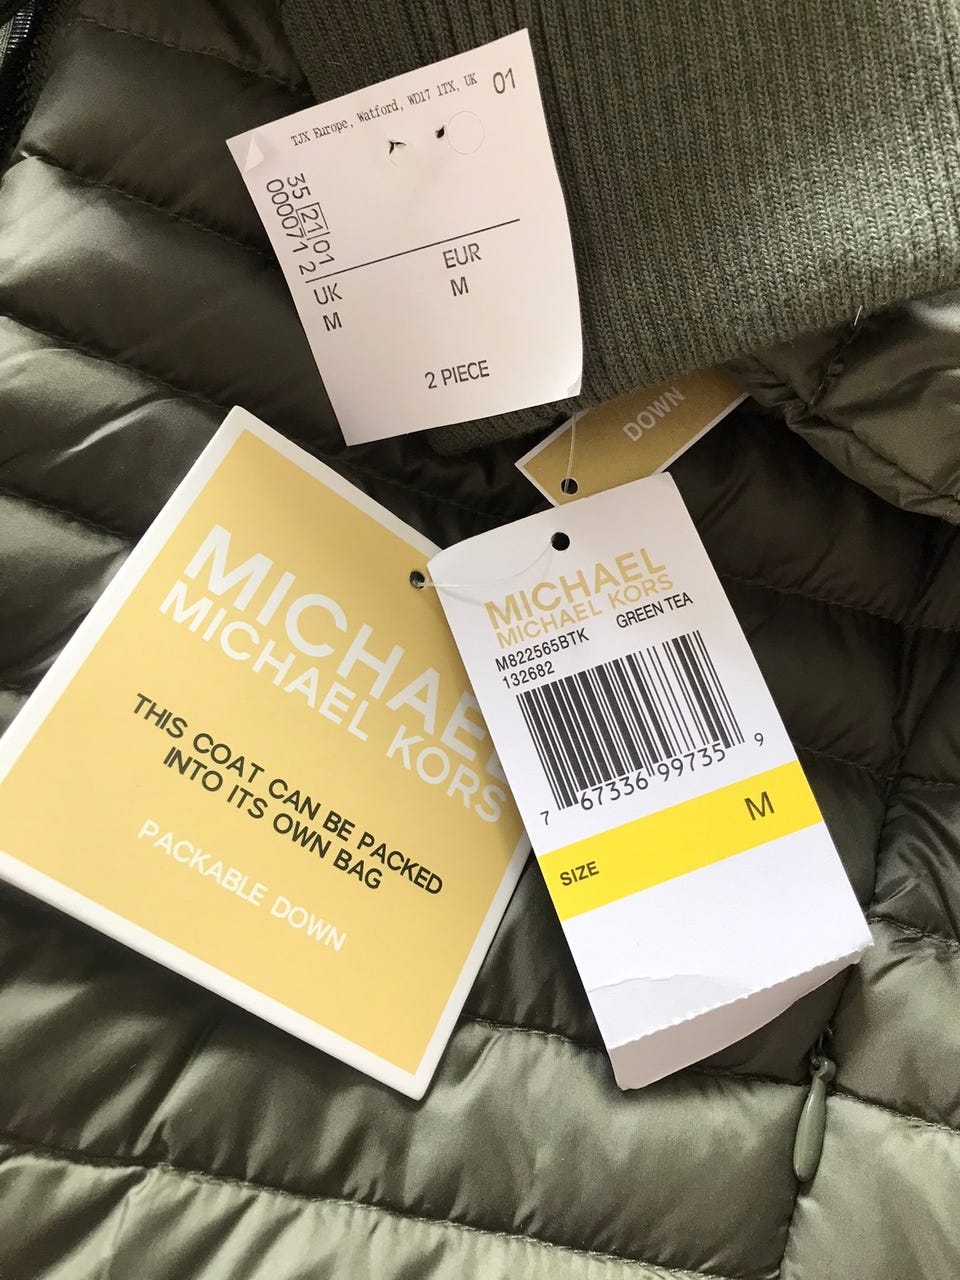 TJX Europe, Watford, WD17 1TX, UK
01
35 21 01
000071 2
UK EUR
M M
2 PIECE
DOWN
MICHAEL
MICHAEL KORS
THIS COAT CAN BE PACKED
INTO ITS OWN BAG
PACKABLE DOWN
MICHAEL
MICHAEL KORS
M822565BTK GREEN TEA
132682
7 67336 99735 9
SIZE M